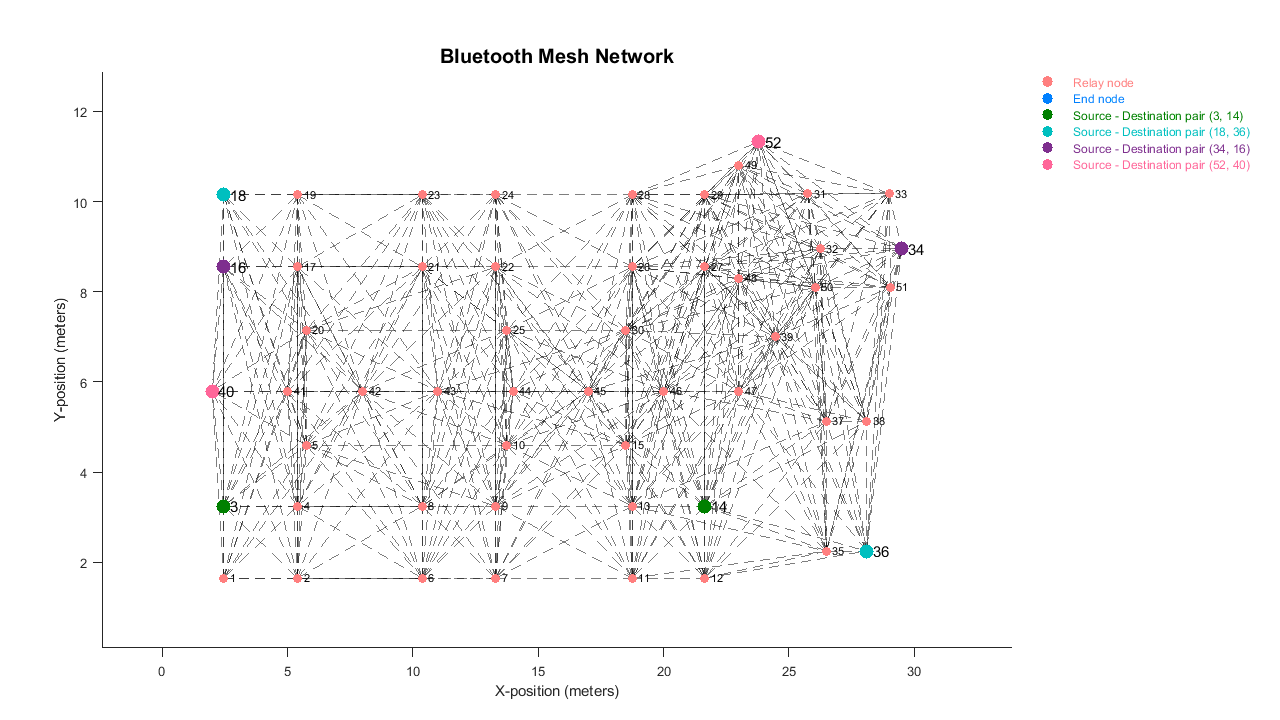 Bluetooth Mesh Network
Relay node
End node
Source - Destination pair (3, 14)
Source - Destination pair (18, 36)
Source - Destination pair (34, 16)
Source - Destination pair (52, 40)
12
10
8
6
4
2
Y-position (meters)
52
49
18 19 23 24 28 29 31 33
32 34
16 17 21 22 26 27 48 50 51
20 25 30 39
40 41 42 43 44 45 46 47
37 38
5 10 15
3 4 8 9 13 14
35 36
1 2 6 7 11 12
0 5 10 15 20 25 30
X-position (meters)